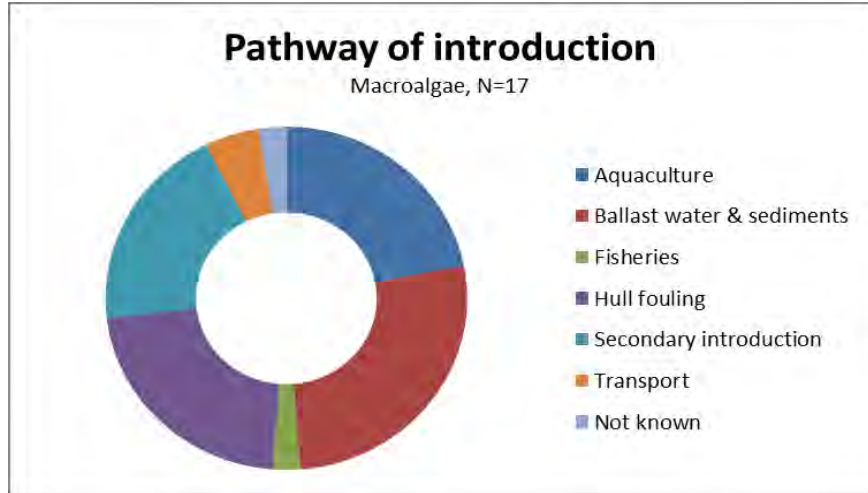 Pathway of introduction
Macroalgae, N=17
Aquaculture
Ballast water & sediments
Fisheries
Hull fouling
Secondary introduction
Transport
Not known